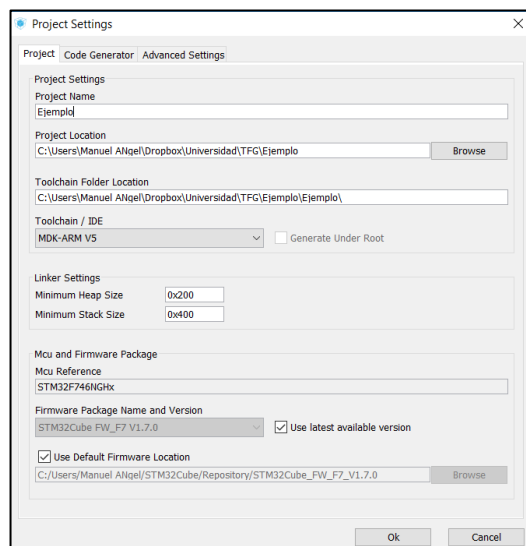 Project Settings
Project Code Generator Advanced Settings
Project Settings
Project Name
Ejemplo
Project Location
C:\Users\Manuel ANgel\Dropbox\Universidad\TFG\Ejemplo Browse
Toolchain Folder Location
C:\Users\Manuel ANgel\Dropbox\Universidad\TFG\Ejemplo\Ejemplo\
Toolchain / IDE
MDK-ARM V5 Generate Under Root
Linker Settings
Minimum Heap Size 0x200
Minimum Stack Size 0x400
Mcu and Firmware Package
Mcu Reference
STM32F746NGHx
Firmware Package Name and Version
STM32Cube FW_F7 V1.7.0 Use latest available version
Use Default Firmware Location
C:/Users/Manuel ANgel/STM32Cube/Repository/STM32Cube_FW_F7_V1.7.0 Browse
Ok Cancel